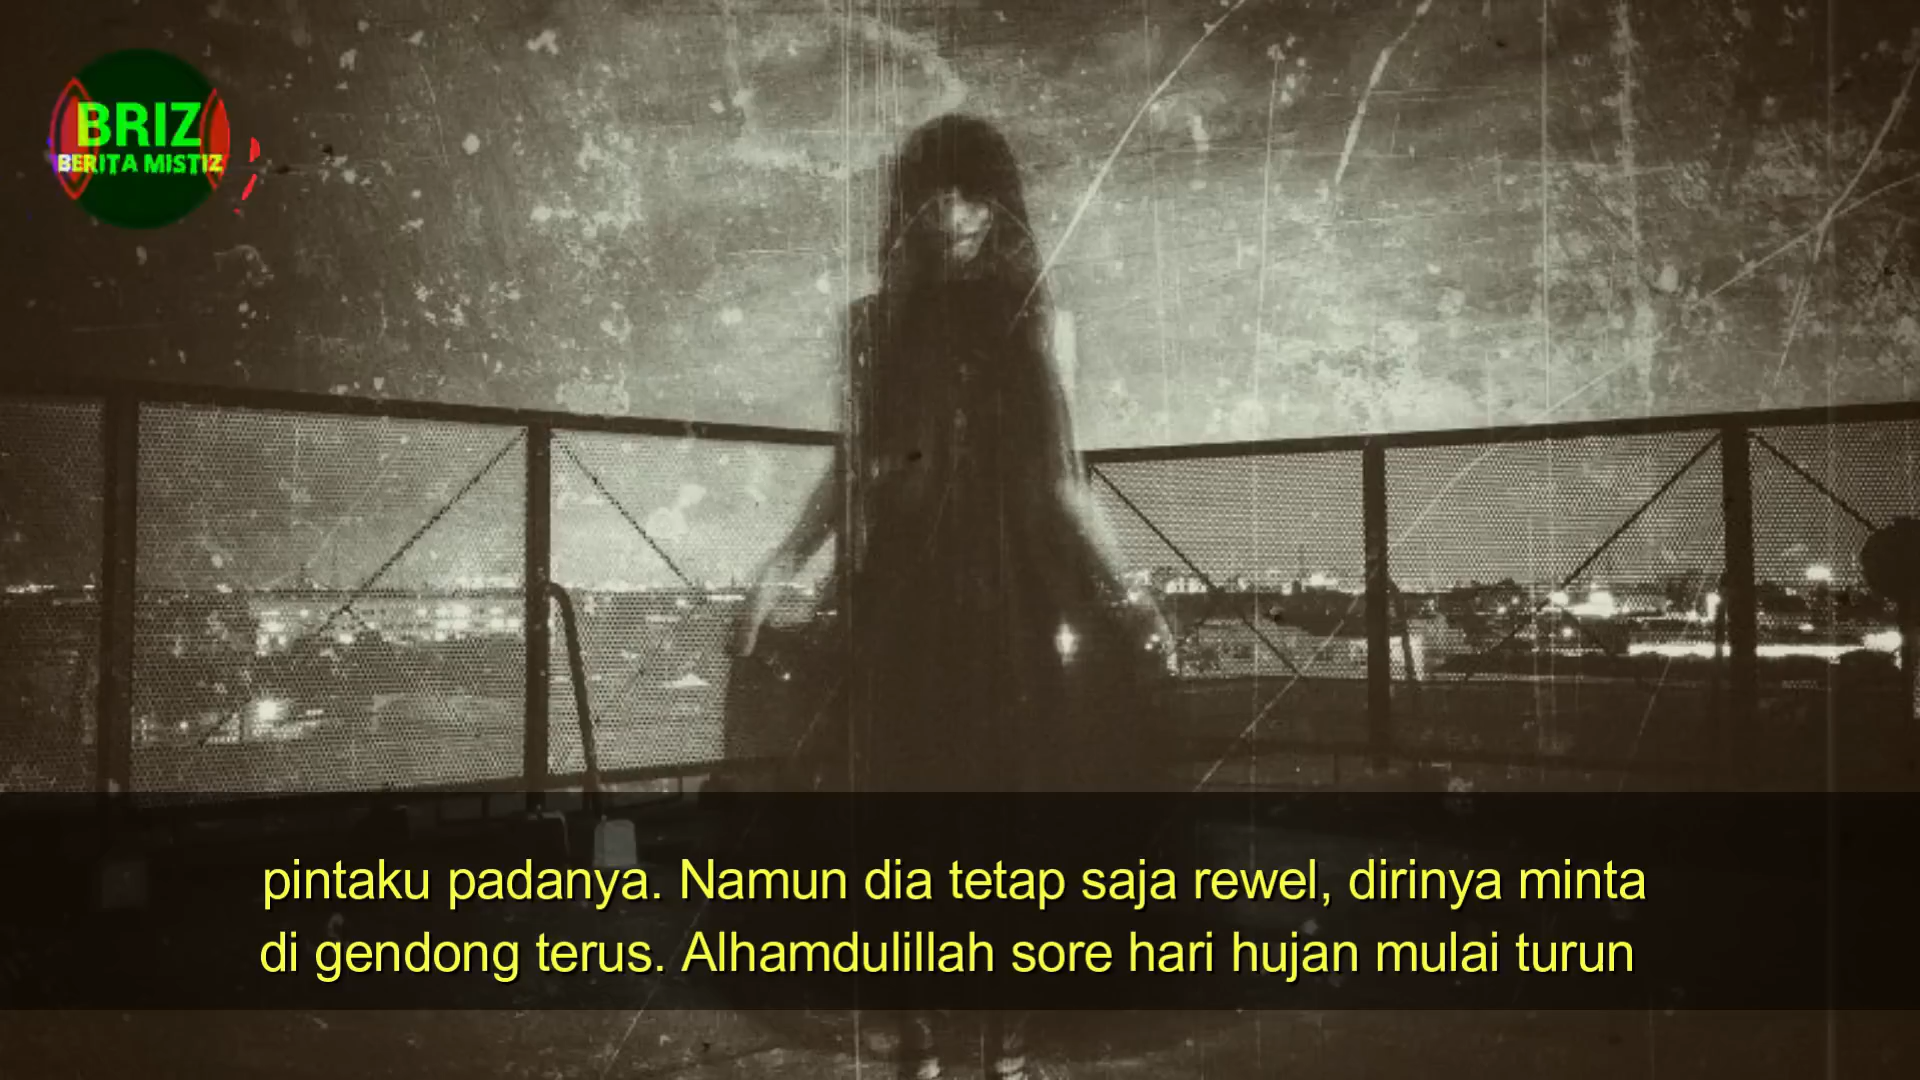 BRIZ
BERITA MISTIZ
pintaku padanya. Namun dia tetap saja rewel, dirinya minta
di gendong terus. Alhamdulillah sore hari hujan mulai turun